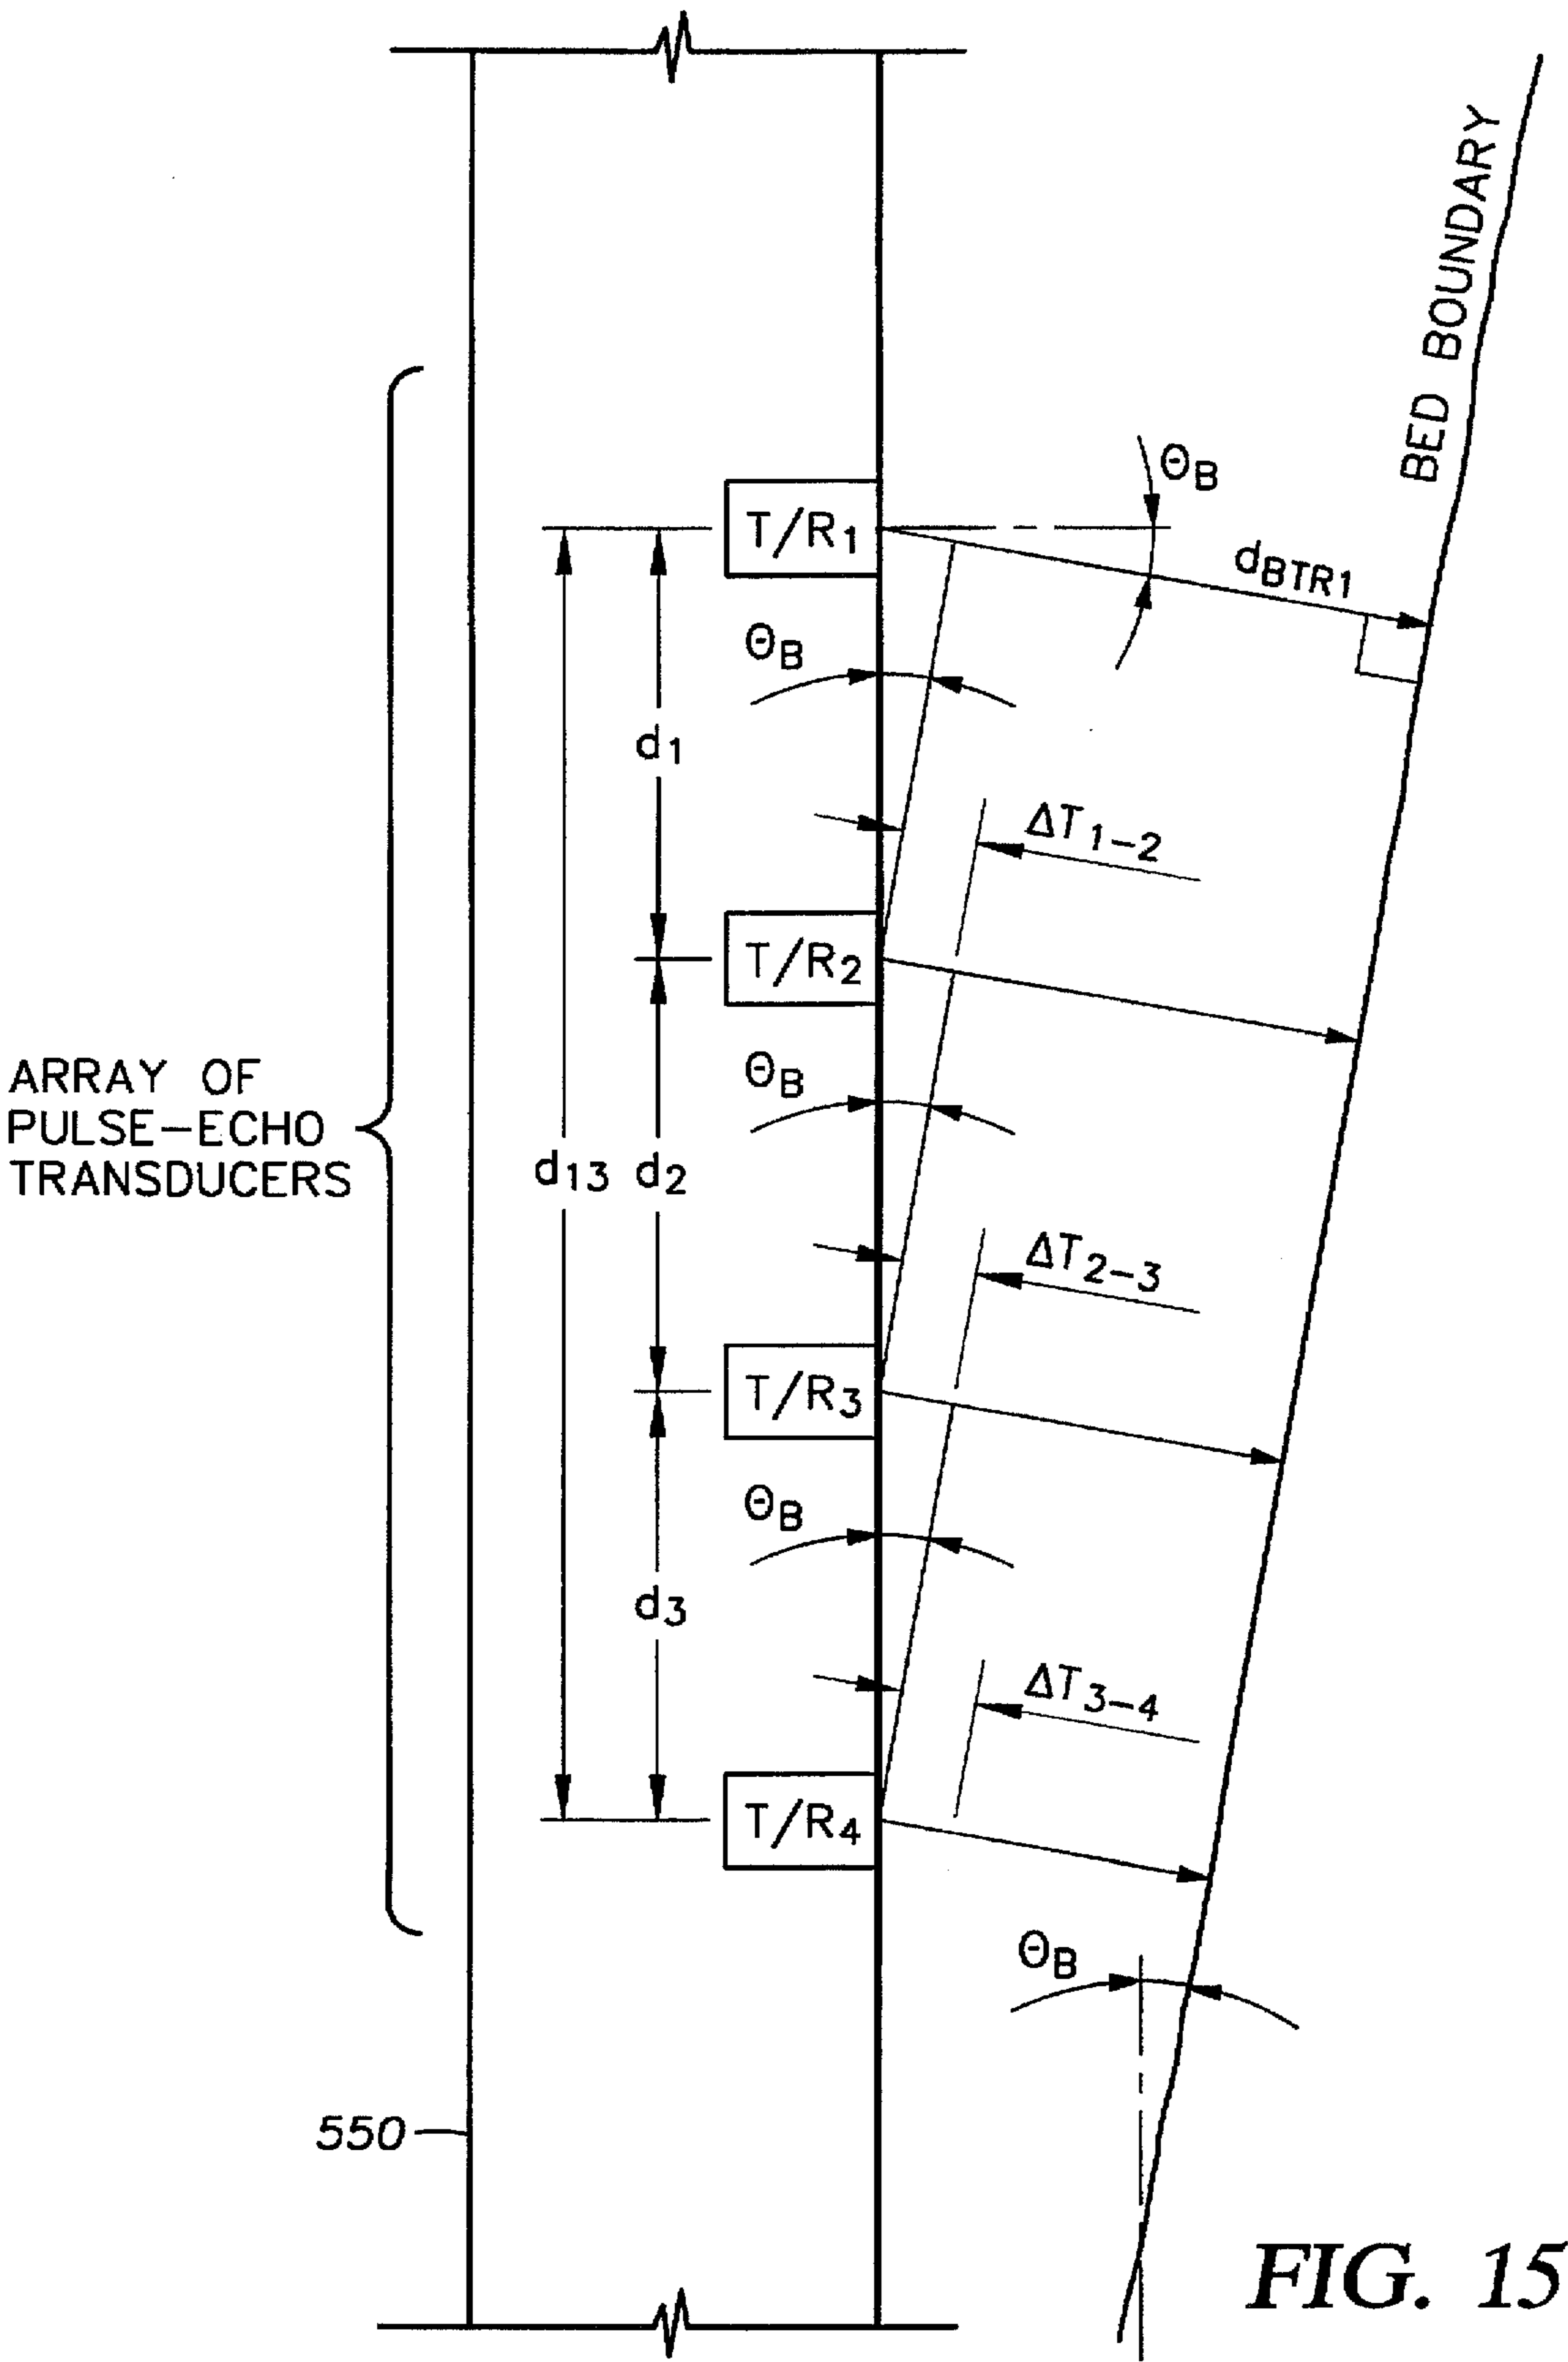 BED BOUNDARY
ΘB
T/R1
dBTR1
ΘB
d1
ΔT1-2
T/R2
ARRAY OF
PULSE-ECHO
TRANSDUCERS
ΘB
d13 d2
ΔT2-3
T/R3
ΘB
d3
ΔT3-4
T/R4
ΘB
550
FIG. 15